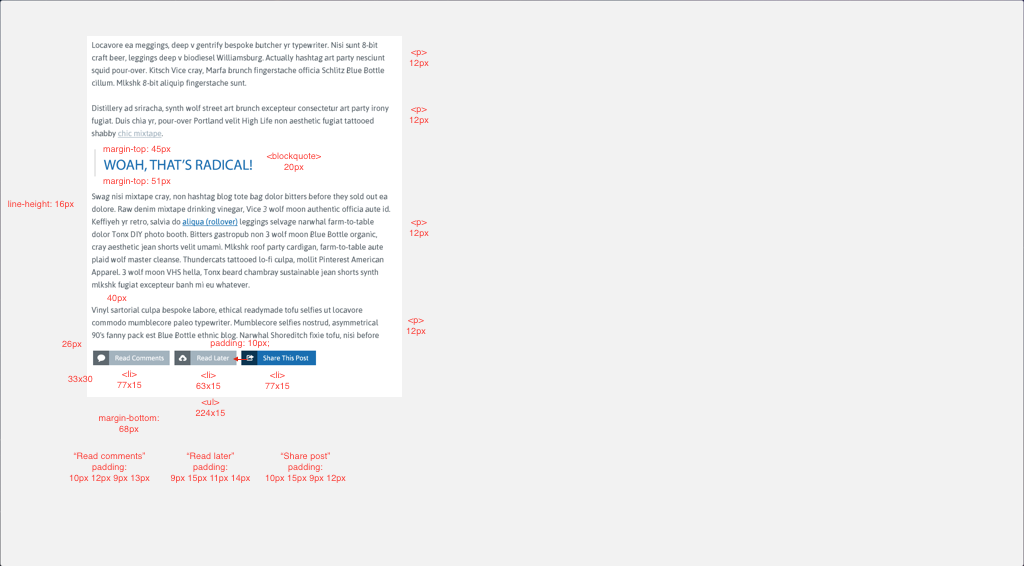 Locavore ea meggings, deep v gentrify bespoke butcher yr typewriter. Nisi sunt 8-bit
craft beer, leggings deep v biodiesel Williamsburg. Actually hashtag art party nesciunt
squid pour-over. Kitsch Vice cray, Marfa brunch fingerstache officia Schlitz Blue Bottle
cillum. Mlkshk 8-bit aliquip fingerstache sunt.
<p>
12px
Distillery ad sriracha, synth wolf street art brunch excepteur consectetur art party irony
fugiat. Duis chia yr, pour-over Portland velit High Life non aesthetic fugiat tattooed
shabby chic mixtape.
<p>
12px
margin-top: 45px
WOAH, THAT'S RADICAL!
<blockquote>
20px
margin-top: 51px
line-height: 16px
Swag nisi mixtape cray, non hashtag blog tote bag dolor bitters before they sold out ea
dolore. Raw denim mixtape drinking vinegar, Vice 3 wolf moon authentic officia aute id.
Keffiyeh yr retro, salvia do aliqua (rollover) leggings selvage narwhal farm-to-table
dolor Tonx DIY photo booth. Bitters gastropub non 3 wolf moon Blue Bottle organic,
cray aesthetic jean shorts velit umami. Mlkshk roof party cardigan, farm-to-table aute
plaid wolf master cleanse. Thundercats tattooed lo-fi culpa, mollit Pinterest American
Apparel. 3 wolf moon VHS hella, Tonx beard chambray sustainable jean shorts synth
mlkshk fugiat excepteur banh mi eu whatever.
<p>
12px
40px
Vinyl sartorial culpa bespoke labore, ethical readymade tofu selfies ut locavore
commodo mumblecore paleo typewriter. Mumblecore selfies nostrud, asymmetrical
90's fanny pack est Blue Bottle ethnic blog. Narwhal Shoreditch fixie tofu, nisi before
<p>
12px
26px
padding: 10px;
Read Comments
Read Later
Share This Post
33x30
<li>
77x15
<li>
63x15
<li>
77x15
<ul>
224x15
margin-bottom:
68px
“Read comments”
padding:
10px 12px 9px 13px
“Read later”
padding:
9px 15px 11px 14px
“Share post”
padding:
10px 15px 9px 12px